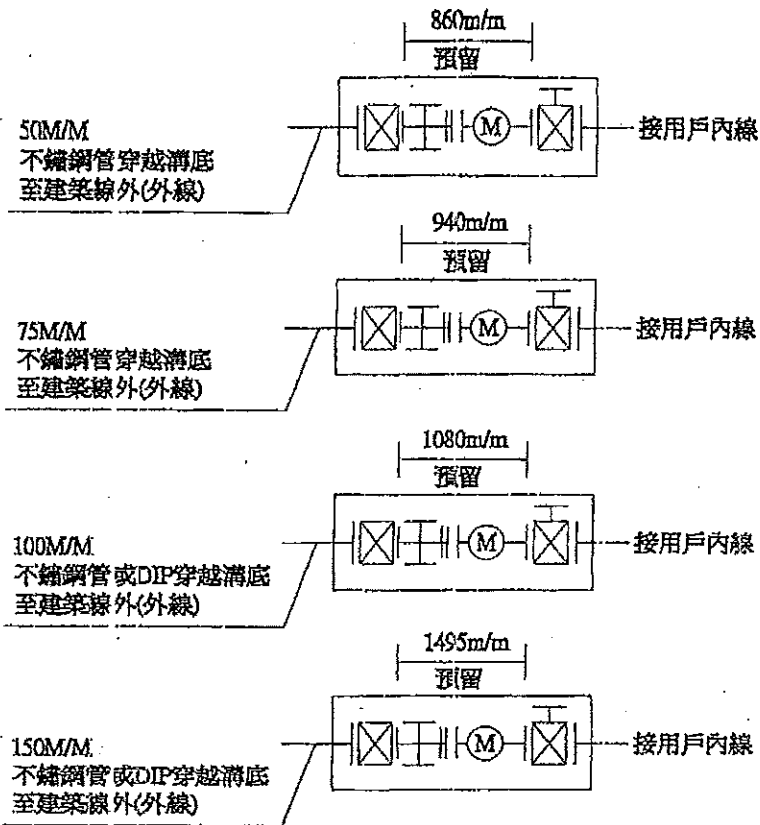 860m/m
預留
M
50M/M
不鏽鋼管穿越溝底
至建築線外(外線)
接用戶內線
940m/m
預留
M
75M/M
不鏽鋼管穿越溝底
至建築線外(外線)
接用戶內線
1080m/m
預留
M
100M/M
不鏽鋼管或DIP穿越溝底
至建築線外(外線)
接用戶內線
1495m/m
預留
M
150M/M
不鏽鋼管或DIP穿越溝底
至建築線外(外線)
接用戶內線